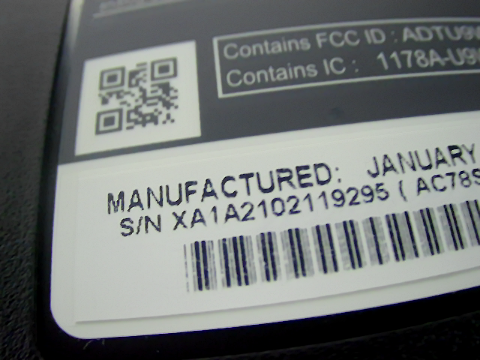 Contains FCC ID : ADTU9
Contains IC : 1178A-U9
MANUFACTURED: JANUARY
S/N XA1A2102119295 ( AC78S